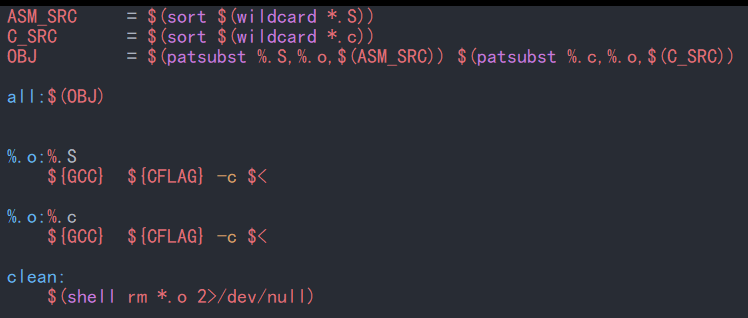 ASM_SRC     = $(sort $(wildcard *.S))
C_SRC       = $(sort $(wildcard *.c))
OBJ         = $(patsubst %.S,%.o,$(ASM_SRC)) $(patsubst %.c,%.o,$(C_SRC))
all:$(OBJ)
%.o:%.S
    ${GCC}  ${CFLAG} -c $<
%.o:%.c
    ${GCC}  ${CFLAG} -c $<
clean:
    $(shell rm *.o 2>/dev/null)